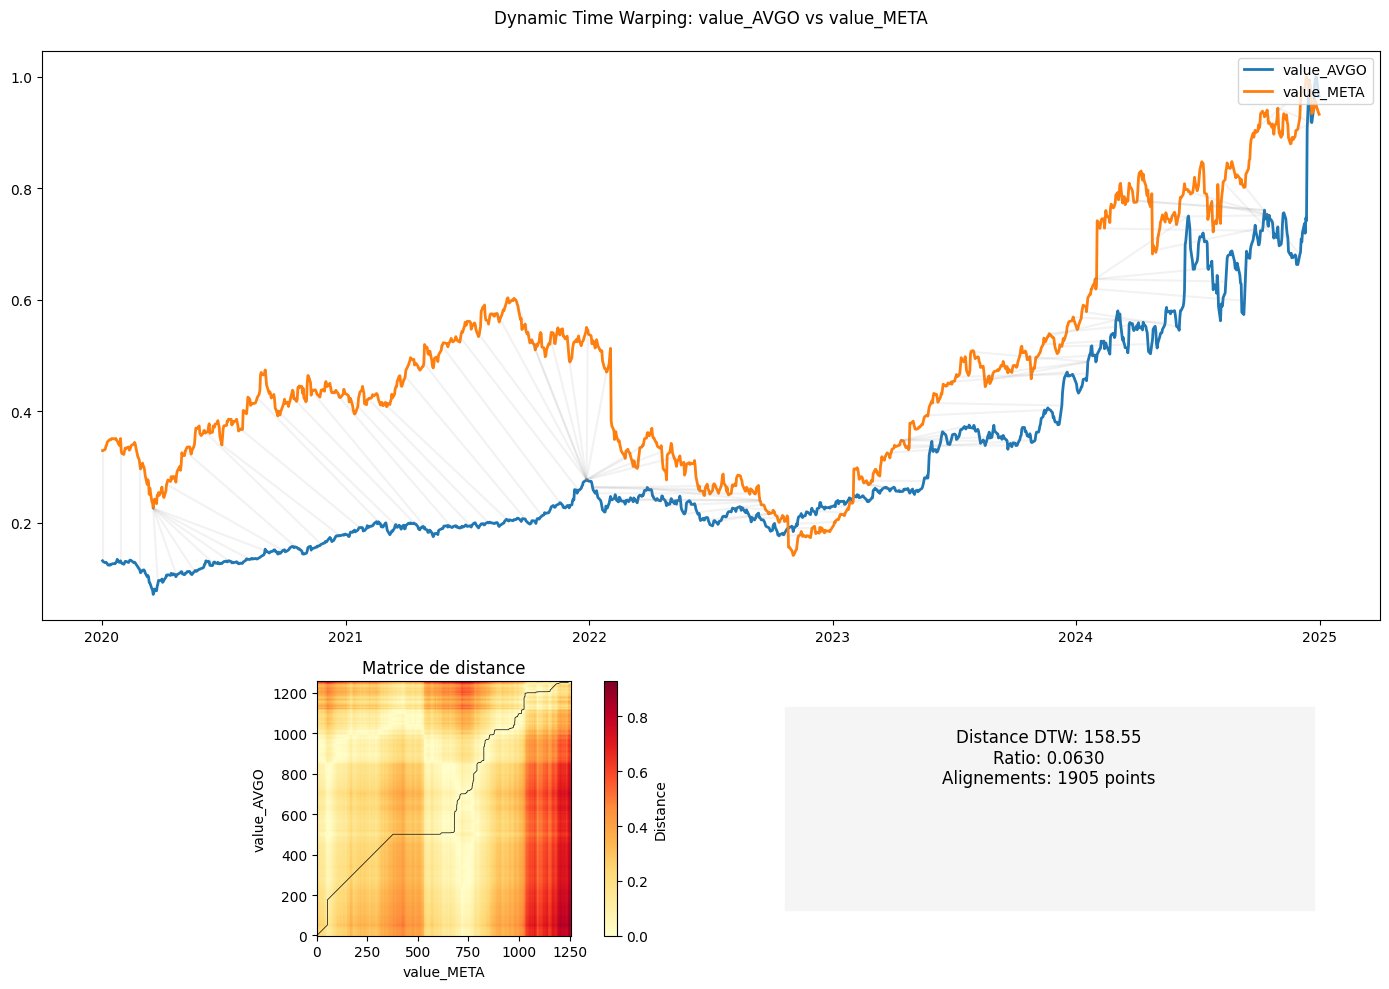 Dynamic Time Warping: value_AVGO vs value_META
value_AVGO
value_META
1.0
0.8
0.6
0.4
0.2
2020 2021 2022 2023 2024 2025
Matrice de distance
value_AVGO
1200
1000
800
600
400
200
0
0 250 500 750 1000 1250
value_META
0.8
0.6
0.4
0.2
0.0
Distance
Distance DTW: 158.55
Ratio: 0.0630
Alignements: 1905 points